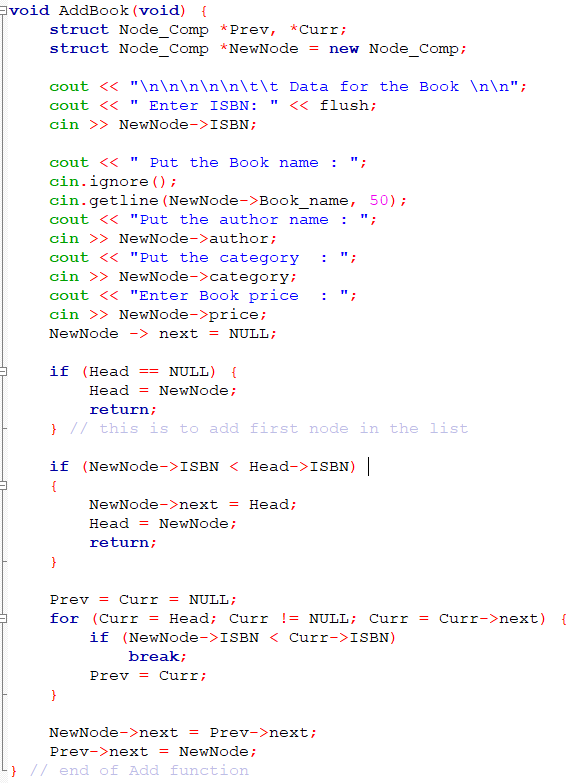 void AddBook(void) {
    struct Node_Comp *Prev, *Curr;
    struct Node_Comp *NewNode = new Node_Comp;

    cout << "\n\n\n\n\n\t\t Data for the Book \n\n";
    cout << " Enter ISBN: " << flush;
    cin >> NewNode->ISBN;

    cout << " Put the Book name : ";
    cin.ignore();
    cin.getline(NewNode->Book_name, 50);
    cout << "Put the author name : ";
    cin >> NewNode->author;
    cout << "Put the category  : ";
    cin >> NewNode->category;
    cout << "Enter Book price  : ";
    cin >> NewNode->price;
    NewNode -> next = NULL;

    if (Head == NULL) {
        Head = NewNode;
        return;
    } // this is to add first node in the list

    if (NewNode->ISBN < Head->ISBN)
    {
        NewNode->next = Head;
        Head = NewNode;
        return;
    }

    Prev = Curr = NULL;
    for (Curr = Head; Curr != NULL; Curr = Curr->next) {
        if (NewNode->ISBN < Curr->ISBN)
            break;
        Prev = Curr;
    }

    NewNode->next = Prev->next;
    Prev->next = NewNode;
} // end of Add function